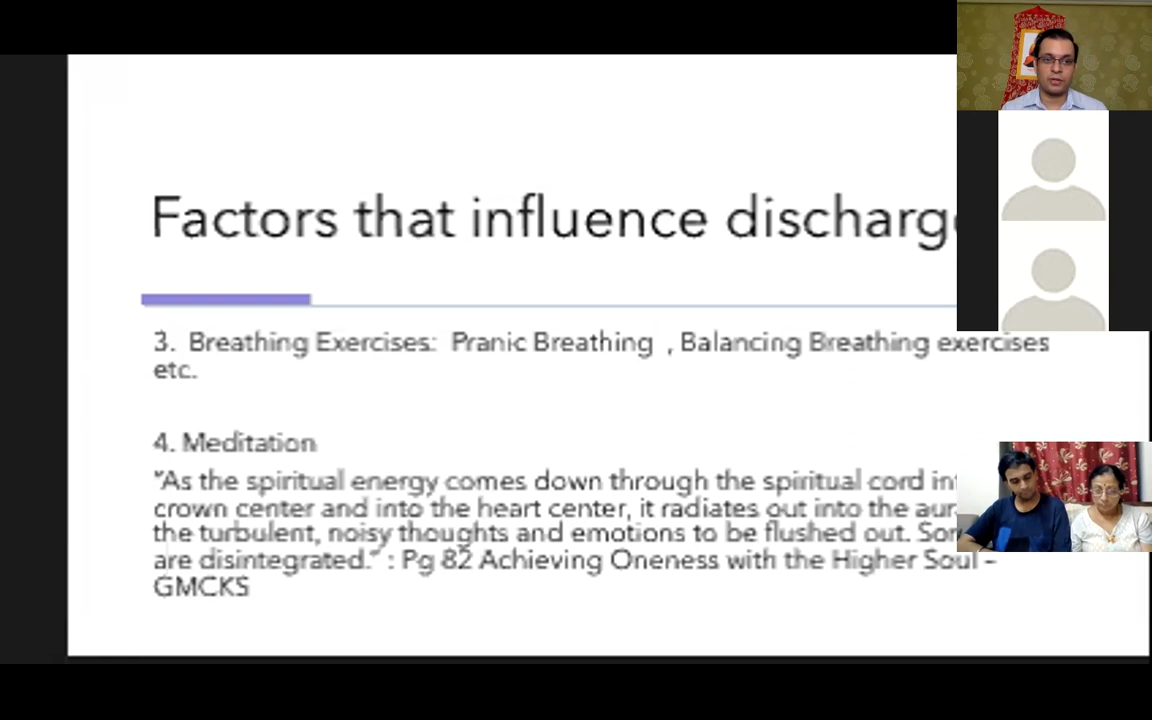 Factors that influence discharg
3. Breathing Exercises: Pranic Breathing , Balancing Breathing exercises
etc.
4. Meditation
"As the spiritual energy comes down through the spiritual cord int
crown center and into the heart center, it radiates out into the aur
the turbulent, noisy thoughts and emotions to be flushed out. Som
are disintegrated." : Pg 82 Achieving Oneness with the Higher Soul –
GMCKS